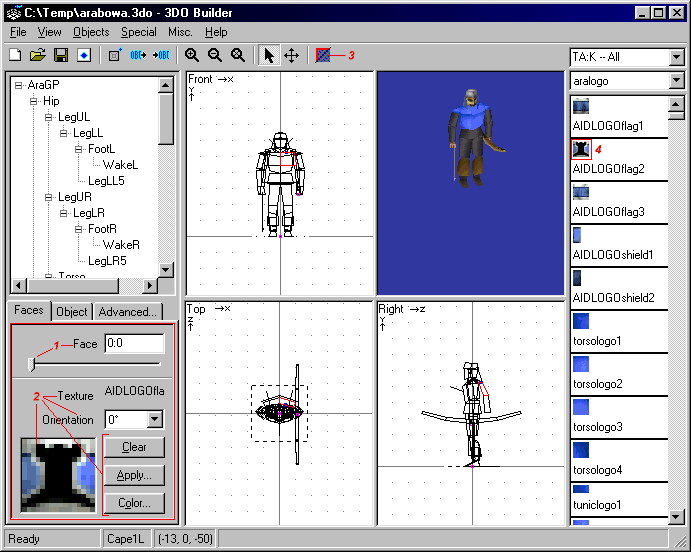 C:\Temp\arabowa.3do - 3DO Builder
File View Objects Special Misc. Help
OBJ OBJ 3
TA:K -- All
aralogo
AraGP
Hip
LegUL
LegLL
FootL
WakeL
LegLL5
LegUR
LegLR
FootR
WakeR
LegLR5
Torso
Front →x
Y
Top →x
z
Right →z
Y
AIDLOGOflag1
4
AIDLOGOflag2
AIDLOGOflag3
AIDLOGOshield1
AIDLOGOshield2
torsologo1
torsologo2
torsologo3
torsologo4
tuniclogo1
Faces Object Advanced...
1 Face 0:0
2 Texture AIDLOGOfla
Orientation 0°
Clear
Apply...
Color...
Ready Cape1L (-13, 0, -50)